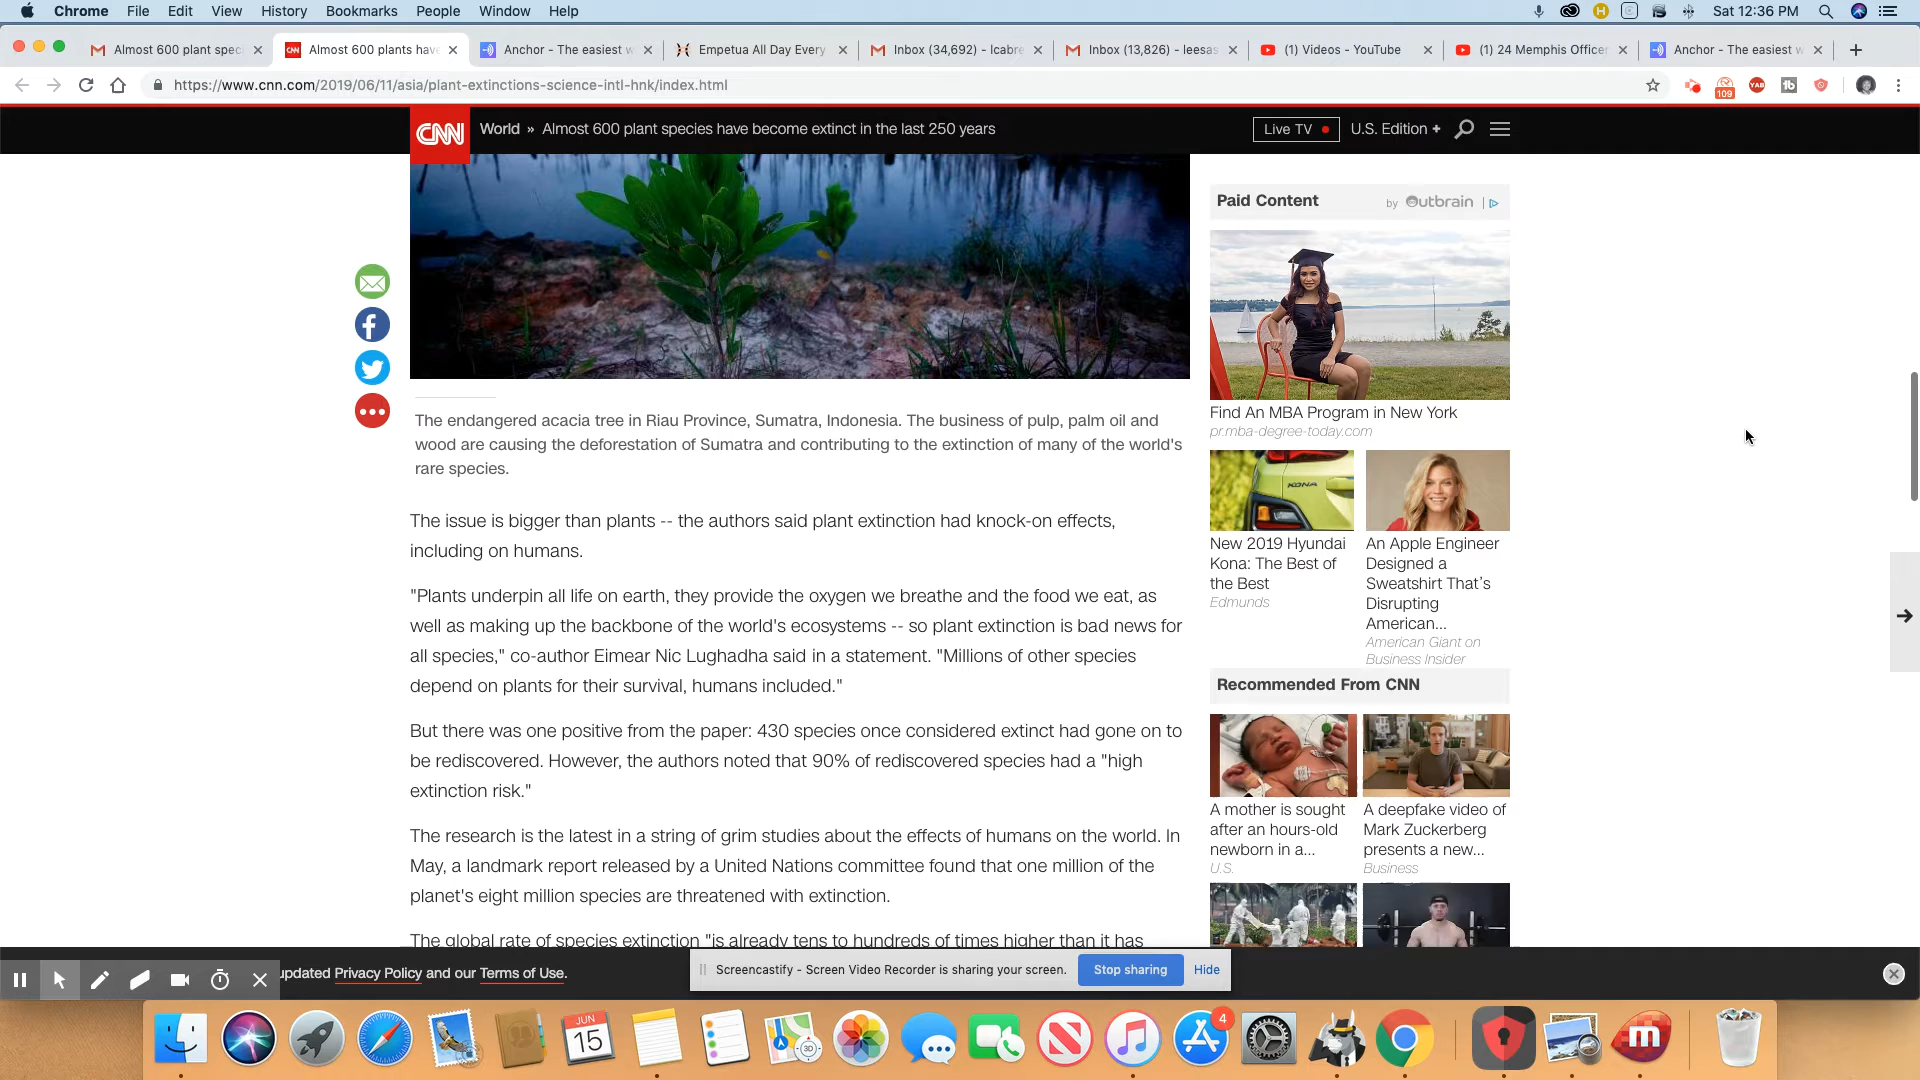 Chrome File Edit View History Bookmarks People Window Help Sat 12:36 PM
Almost 600 plant spec Almost 600 plants hav Anchor - The easiest w Empetua All Day Every Inbox (34,692) - lcabre Inbox (13,826) - leesas (1) Videos - YouTube (1) 24 Memphis Officer Anchor - The easiest w
https://www.cnn.com/2019/06/11/asia/plant-extinctions-science-intl-hnk/index.html
109
YAB
CNN World » Almost 600 plant species have become extinct in the last 250 years Live TV U.S. Edition +
Paid Content by Outbrain
The endangered acacia tree in Riau Province, Sumatra, Indonesia. The business of pulp, palm oil and
wood are causing the deforestation of Sumatra and contributing to the extinction of many of the world's
rare species.
The issue is bigger than plants -- the authors said plant extinction had knock-on effects,
including on humans.
"Plants underpin all life on earth, they provide the oxygen we breathe and the food we eat, as
well as making up the backbone of the world's ecosystems -- so plant extinction is bad news for
all species," co-author Eimear Nic Lughadha said in a statement. "Millions of other species
depend on plants for their survival, humans included."
But there was one positive from the paper: 430 species once considered extinct had gone on to
be rediscovered. However, the authors noted that 90% of rediscovered species had a "high
extinction risk."
The research is the latest in a string of grim studies about the effects of humans on the world. In
May, a landmark report released by a United Nations committee found that one million of the
planet's eight million species are threatened with extinction.
The global rate of species extinction "is already tens to hundreds of times higher than it has
Find An MBA Program in New York
pr.mba-degree-today.com
KONA
New 2019 Hyundai
Kona: The Best of
the Best
Edmunds
An Apple Engineer
Designed a
Sweatshirt That's
Disrupting
American...
American Giant on
Business Insider
Recommended From CNN
A mother is sought
after an hours-old
newborn in a...
U.S.
A deepfake video of
Mark Zuckerberg
presents a new...
Business
updated Privacy Policy and our Terms of Use.
Screencastify - Screen Video Recorder is sharing your screen. Stop sharing Hide
JUN
15
3D
4